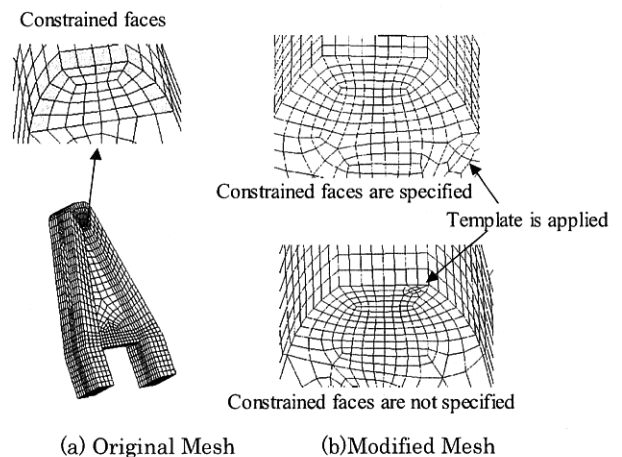 Constrained faces
Constrained faces are specified
Template is applied
Constrained faces are not specified
(a) Original Mesh
(b)Modified Mesh